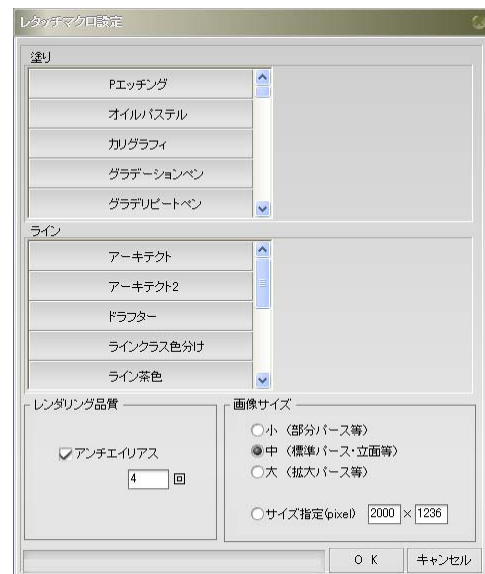 レタッチマクロ設定
塗り
Pエッチング
オイルパステル
カリグラフィ
グラデーションペン
グラデリピートペン
ライン
アーキテクト
アーキテクト2
ドラフター
ラインクラス色分け
ライン茶色
レンダリング品質
アンチエイリアス
4 回
画像サイズ
小 (部分パース等)
中 (標準パース・立面等)
大 (拡大パース等)
サイズ指定(pixel) 2000 × 1236
O K キャンセル